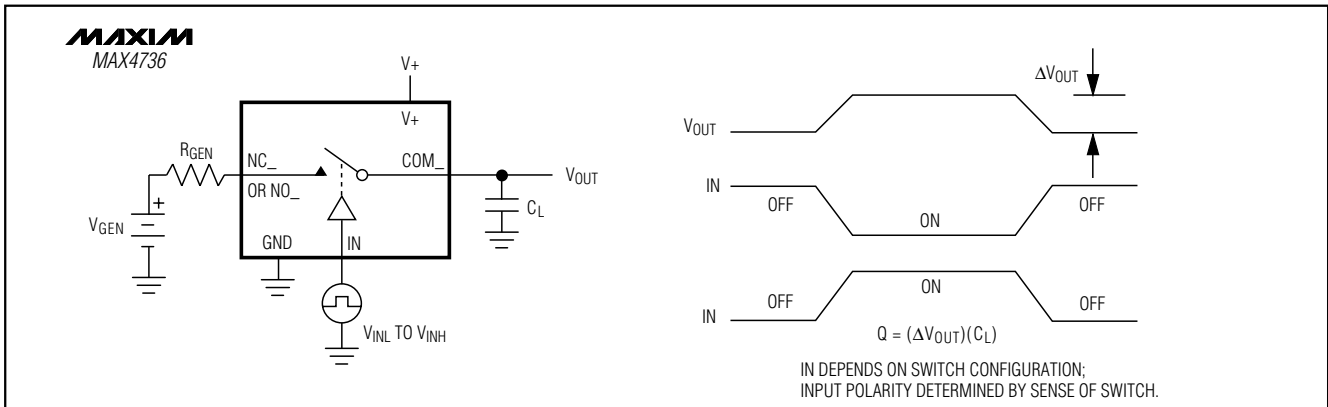 MAXIM
MAX4736
V+
V+
RGEN
NC_
OR NO_
COM_
VOUT
CL
VGEN
+
GND
IN
VINL TO VINH
ΔVOUT
VOUT
IN
OFF
ON
OFF
IN
OFF
ON
OFF
Q = (ΔVOUT)(CL)
IN DEPENDS ON SWITCH CONFIGURATION;
INPUT POLARITY DETERMINED BY SENSE OF SWITCH.